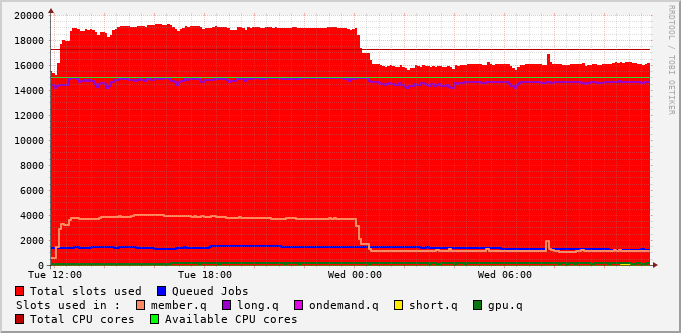 20000
18000
16000
14000
12000
10000
8000
6000
4000
2000
0
Tue 12:00 Tue 18:00 Wed 00:00 Wed 06:00
RRDTOOL / TOBI OETIKER
Total slots used Queued Jobs
Slots used in : member.q long.q ondemand.q short.q gpu.q
Total CPU cores Available CPU cores